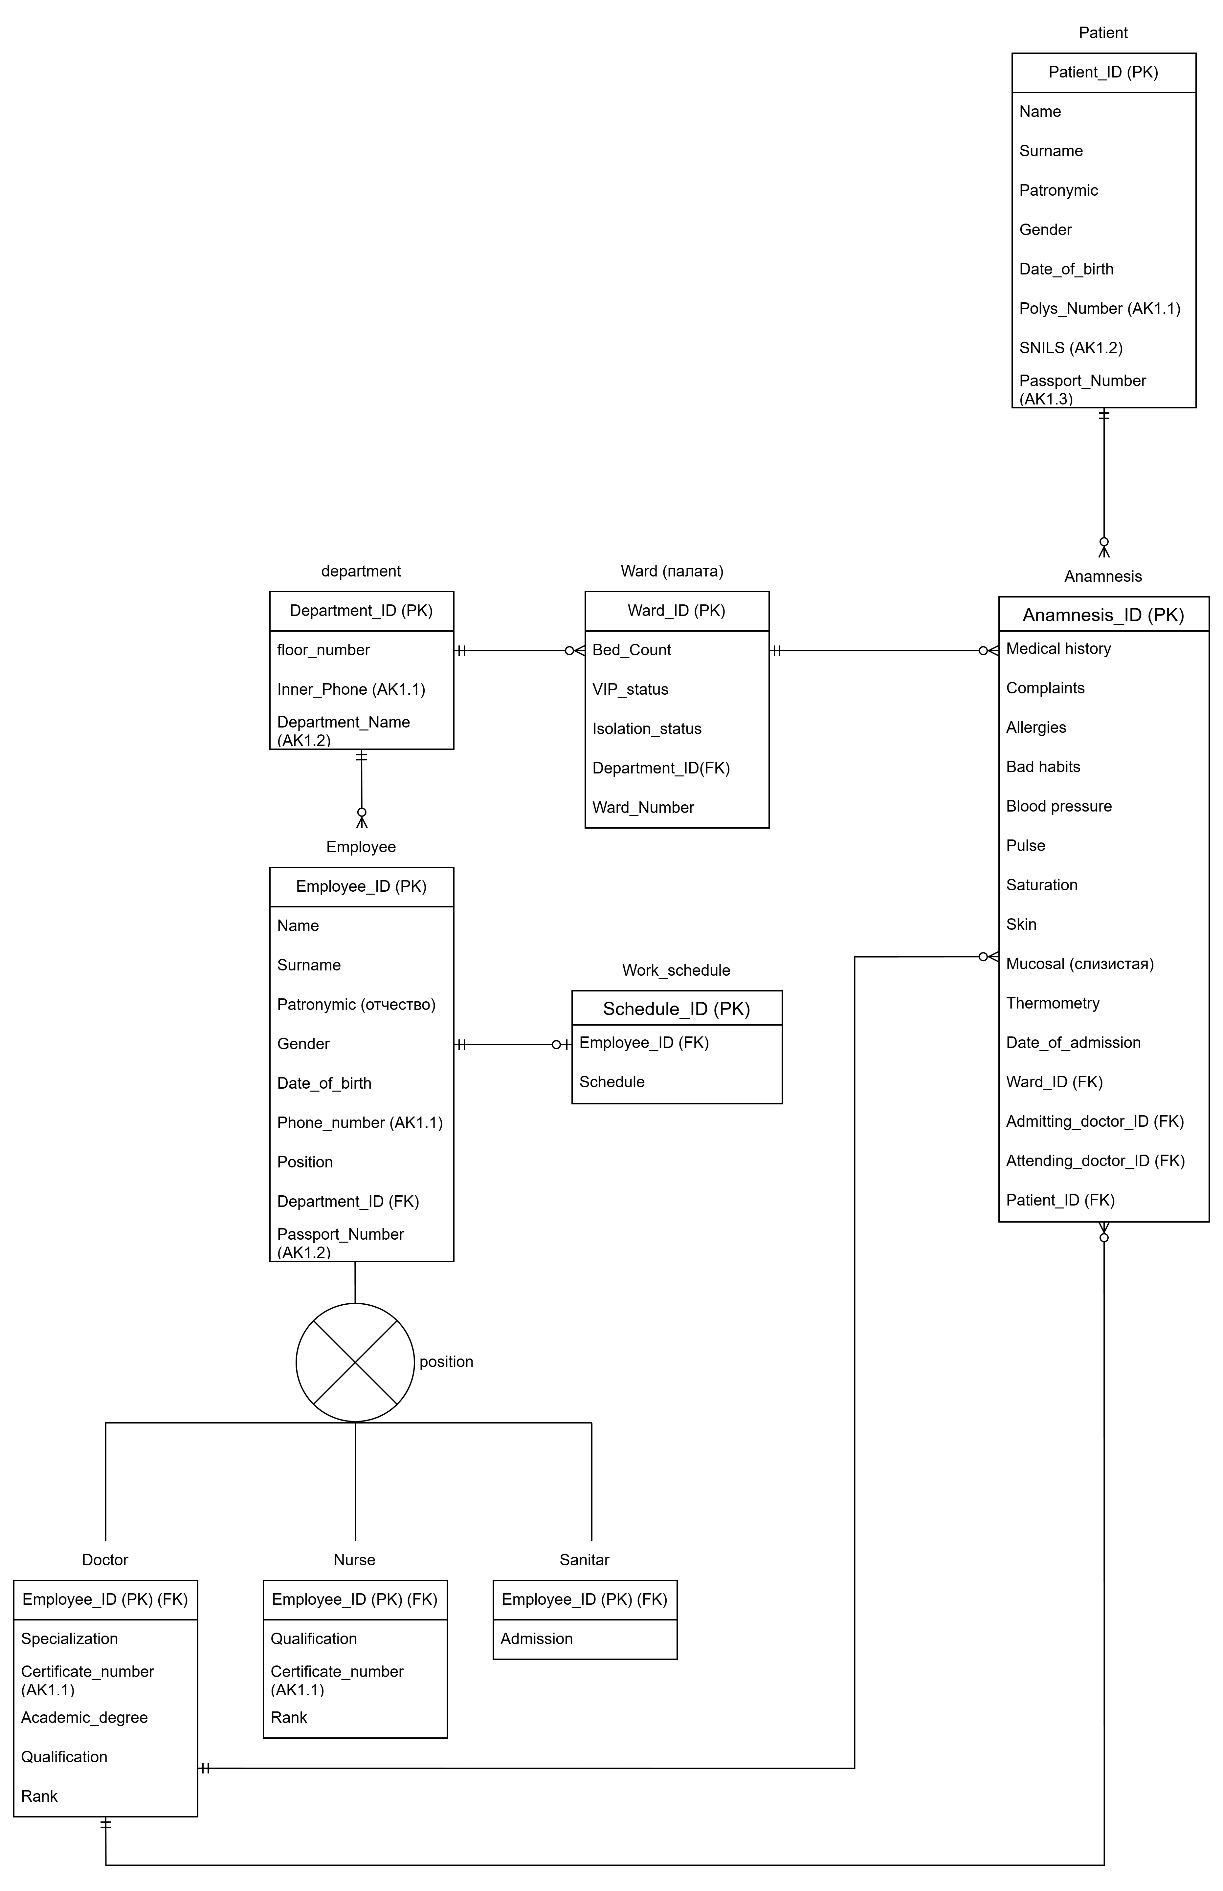 Patient
Patient_ID (PK)
Name
Surname
Patronymic
Gender
Date_of_birth
Polys_Number (AK1.1)
SNILS (AK1.2)
Passport_Number
(AK1.3)
department
Department_ID (PK)
floor_number
Inner_Phone (AK1.1)
Department_Name
(AK1.2)
Ward (палата)
Ward_ID (PK)
Bed_Count
VIP_status
Isolation_status
Department_ID(FK)
Ward_Number
Anamnesis
Anamnesis_ID (PK)
Medical history
Complaints
Allergies
Bad habits
Blood pressure
Pulse
Saturation
Skin
Mucosal (слизистая)
Thermometry
Date_of_admission
Ward_ID (FK)
Admitting_doctor_ID (FK)
Attending_doctor_ID (FK)
Patient_ID (FK)
Employee
Employee_ID (PK)
Name
Surname
Patronymic (отчество)
Gender
Date_of_birth
Phone_number (AK1.1)
Position
Department_ID (FK)
Passport_Number
(AK1.2)
Work_schedule
Schedule_ID (PK)
Employee_ID (FK)
Schedule
position
Doctor
Employee_ID (PK) (FK)
Specialization
Certificate_number
(AK1.1)
Academic_degree
Qualification
Rank
Nurse
Employee_ID (PK) (FK)
Qualification
Certificate_number
(AK1.1)
Rank
Sanitar
Employee_ID (PK) (FK)
Admission